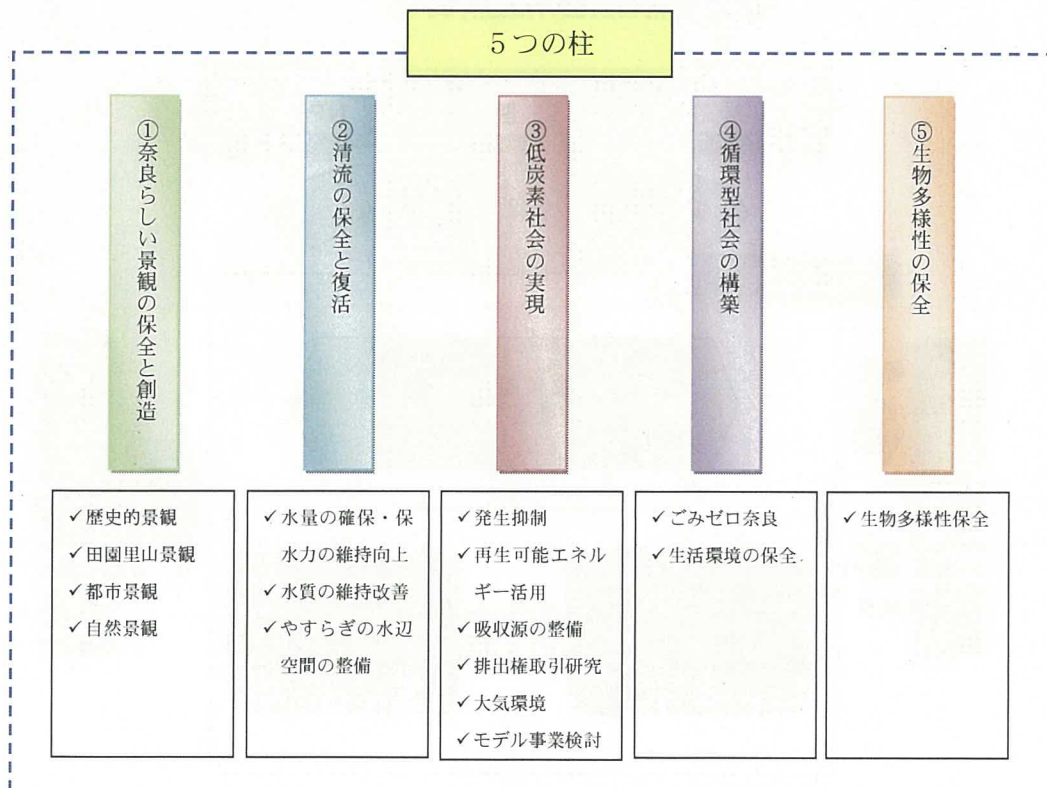 5つの柱
①奈良らしい景観の保全と創造
②清流の保全と復活
③低炭素社会の実現
④循環型社会の構築
⑤生物多様性の保全
✓歴史的景観
✓田園里山景観
✓都市景観
✓自然景観
✓水量の確保・保
水力の維持向上
✓水質の維持改善
✓やすらぎの水辺
空間の整備
✓発生抑制
✓再生可能エネル
ギー活用
✓吸収源の整備
✓排出権取引研究
✓大気環境
✓モデル事業検討
✓ごみゼロ奈良
✓生活環境の保全
✓生物多様性保全